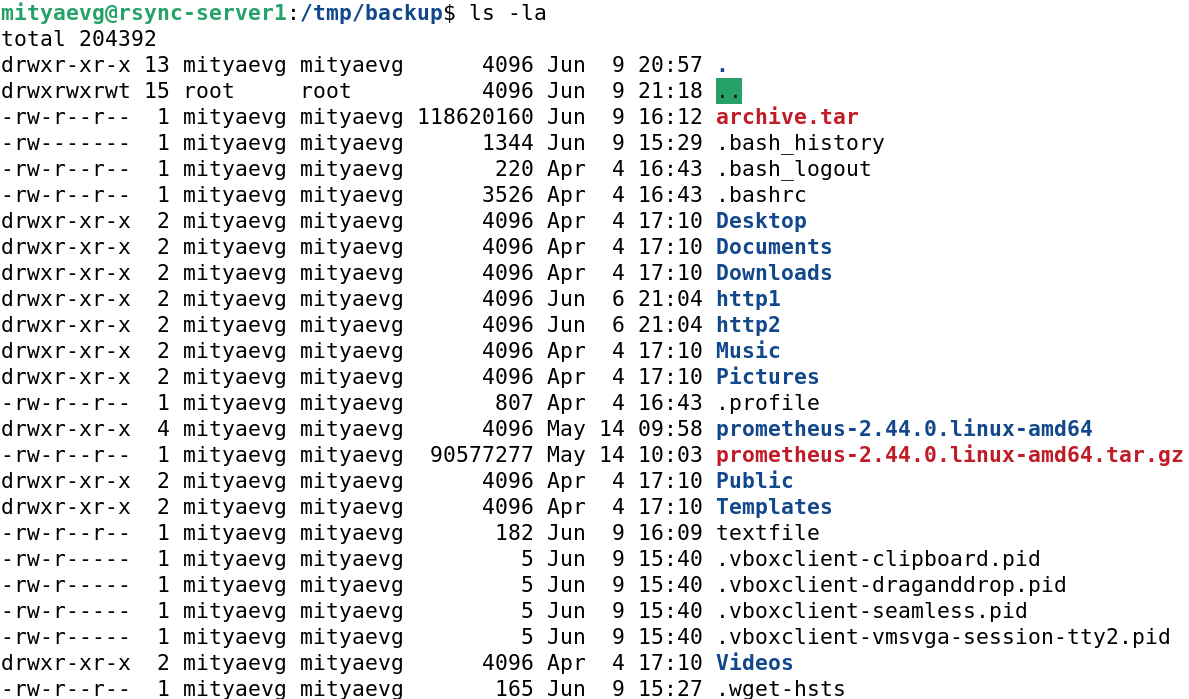 mityaevg@rsync-server1:/tmp/backup$ ls -la
total 204392
drwxr-xr-x 13 mityaevg mityaevg      4096 Jun  9 20:57 .
drwxrwxrwt 15 root     root          4096 Jun  9 21:18 ..
-rw-r--r--  1 mityaevg mityaevg 118620160 Jun  9 16:12 archive.tar
-rw-------  1 mityaevg mityaevg      1344 Jun  9 15:29 .bash_history
-rw-r--r--  1 mityaevg mityaevg       220 Apr  4 16:43 .bash_logout
-rw-r--r--  1 mityaevg mityaevg      3526 Apr  4 16:43 .bashrc
drwxr-xr-x  2 mityaevg mityaevg      4096 Apr  4 17:10 Desktop
drwxr-xr-x  2 mityaevg mityaevg      4096 Apr  4 17:10 Documents
drwxr-xr-x  2 mityaevg mityaevg      4096 Apr  4 17:10 Downloads
drwxr-xr-x  2 mityaevg mityaevg      4096 Jun  6 21:04 http1
drwxr-xr-x  2 mityaevg mityaevg      4096 Jun  6 21:04 http2
drwxr-xr-x  2 mityaevg mityaevg      4096 Apr  4 17:10 Music
drwxr-xr-x  2 mityaevg mityaevg      4096 Apr  4 17:10 Pictures
-rw-r--r--  1 mityaevg mityaevg       807 Apr  4 16:43 .profile
drwxr-xr-x  4 mityaevg mityaevg      4096 May 14 09:58 prometheus-2.44.0.linux-amd64
-rw-r--r--  1 mityaevg mityaevg  90577277 May 14 10:03 prometheus-2.44.0.linux-amd64.tar.gz
drwxr-xr-x  2 mityaevg mityaevg      4096 Apr  4 17:10 Public
drwxr-xr-x  2 mityaevg mityaevg      4096 Apr  4 17:10 Templates
-rw-r--r--  1 mityaevg mityaevg       182 Jun  9 16:09 textfile
-rw-r-----  1 mityaevg mityaevg         5 Jun  9 15:40 .vboxclient-clipboard.pid
-rw-r-----  1 mityaevg mityaevg         5 Jun  9 15:40 .vboxclient-draganddrop.pid
-rw-r-----  1 mityaevg mityaevg         5 Jun  9 15:40 .vboxclient-seamless.pid
-rw-r-----  1 mityaevg mityaevg         5 Jun  9 15:40 .vboxclient-vmsvga-session-tty2.pid
drwxr-xr-x  2 mityaevg mityaevg      4096 Apr  4 17:10 Videos
-rw-r--r--  1 mityaevg mityaevg       165 Jun  9 15:27 .wget-hsts